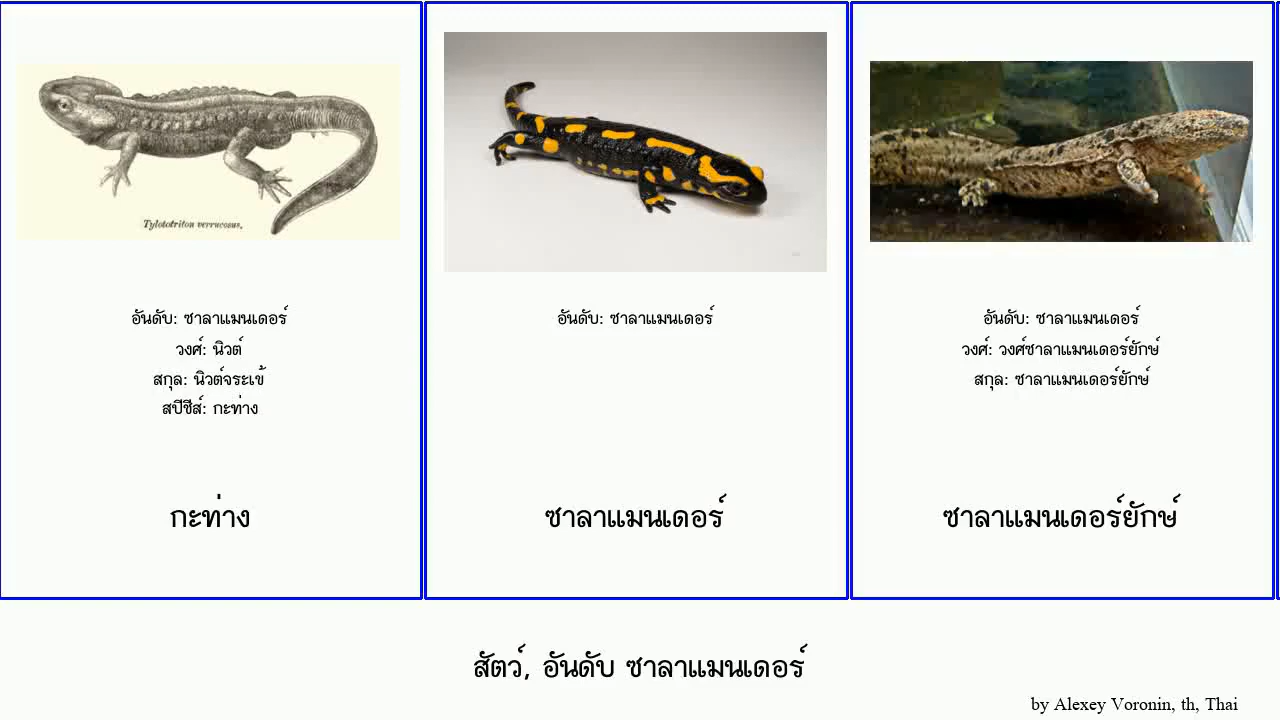 Tylototriton verrucosus,
อันดับ: ซาลาแมนเดอร์
วงศ์: นิวต์
สกุล: นิวต์จระเข้
สปีชีส์: กะท่าง
กะท่าง
อันดับ: ซาลาแมนเดอร์
ซาลาแมนเดอร์
อันดับ: ซาลาแมนเดอร์
วงศ์: วงศ์ซาลาแมนเดอร์ยักษ์
สกุล: ซาลาแมนเดอร์ยักษ์
ซาลาแมนเดอร์ยักษ์
สัตว์, อันดับ ซาลาแมนเดอร์
by Alexey Voronin, th, Thai